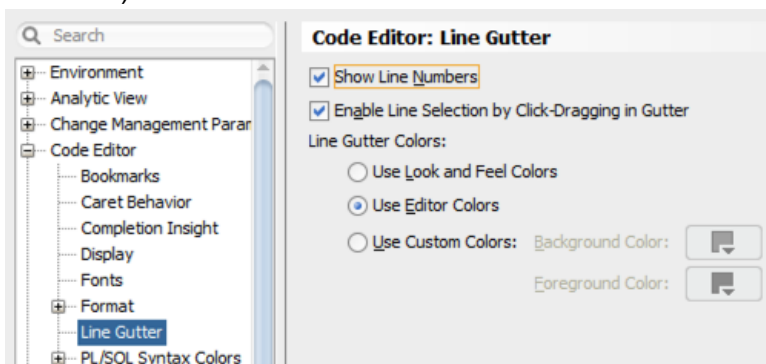 Search
Environment
Analytic View
Change Management Parar
Code Editor
Bookmarks
Caret Behavior
Completion Insight
Display
Fonts
Format
Line Gutter
PL/SQL Syntax Colors
Code Editor: Line Gutter
Show Line Numbers
Enable Line Selection by Click-Dragging in Gutter
Line Gutter Colors:
Use Look and Feel Colors
Use Editor Colors
Use Custom Colors: Background Color:
Foreground Color: